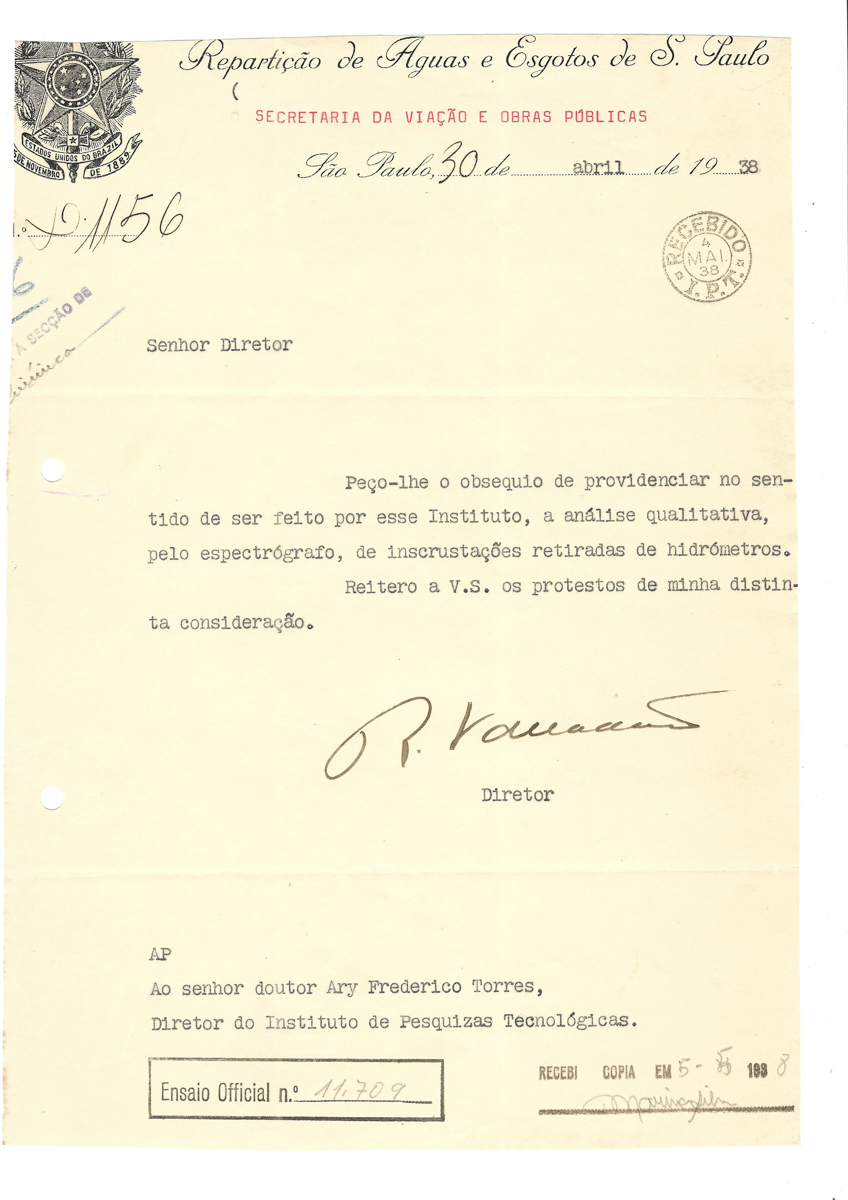 Repartição de Aguas e Esgotos de S. Paulo
SECRETARIA DA VIAÇÃO E OBRAS PÚBLICAS
ESTADOS UNIDOS DO BRAZIL
DE NOVEMBRO DE 1889
São Paulo, 30 de abril de 19 38
1156
RECEBIDO
4
MAI.
38
I.P.T.
À SECÇÃO DE
Senhor Diretor
Peço-lhe o obsequio de providenciar no sen-
tido de ser feito por esse Instituto, a análise qualitativa,
pelo espectrógrafo, de inscrustações retiradas de hidrómetros.
Reitero a V.S. os protestos de minha distin-
ta consideração.
Diretor
AP
Ao senhor doutor Ary Frederico Torres,
Diretor do Instituto de Pesquizas Tecnológicas.
Ensaio Official n.º 11.709
RECEBI COPIA EM 5-5 1938